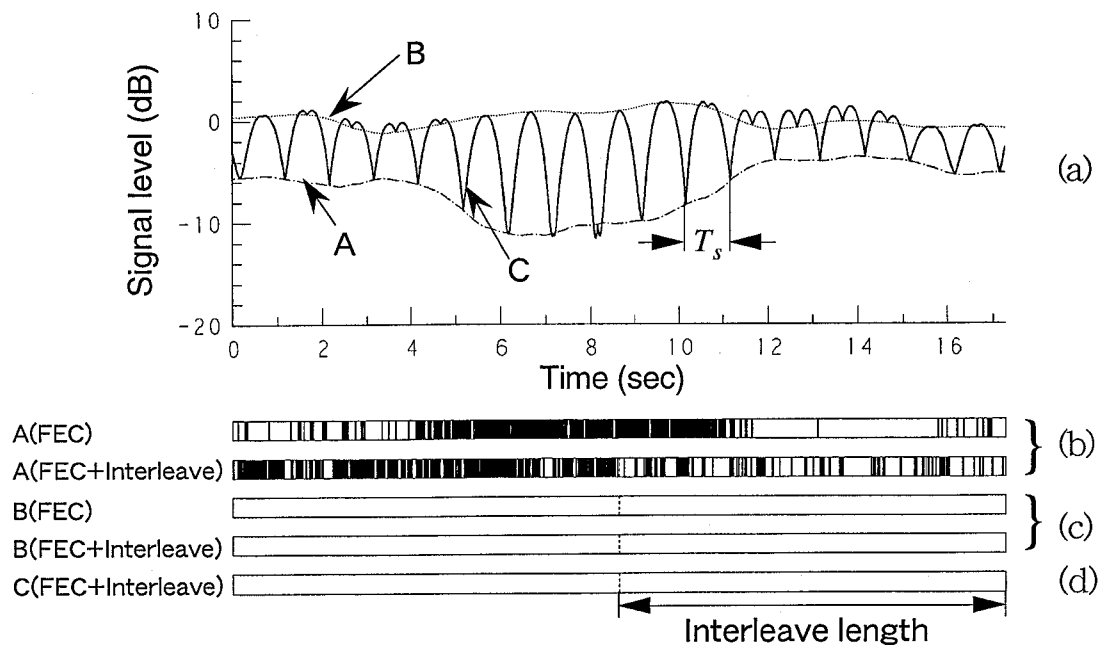 10
0
-10
-20
Signal level (dB)
B
A
C
T_s
(a)
0 2 4 6 8 10 12 14 16
Time (sec)
A(FEC)
A(FEC+Interleave)
(b)
B(FEC)
B(FEC+Interleave)
(c)
C(FEC+Interleave)
(d)
Interleave length